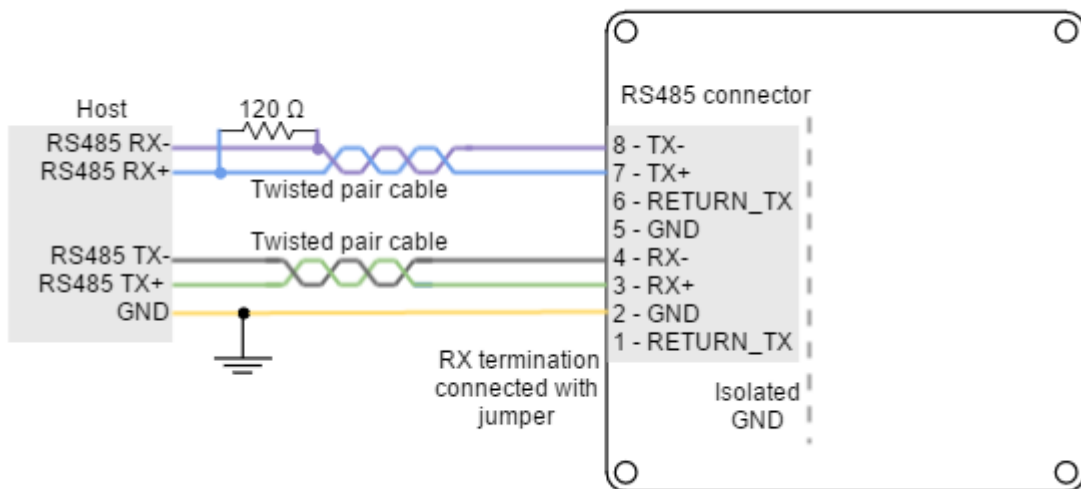 Host
120 Ω
RS485 RX-
RS485 RX+
Twisted pair cable
Twisted pair cable
RS485 TX-
RS485 TX+
GND
RS485 connector
8 - TX-
7 - TX+
6 - RETURN_TX
5 - GND
4 - RX-
3 - RX+
2 - GND
1 - RETURN_TX
RX termination
connected with
jumper
Isolated
GND